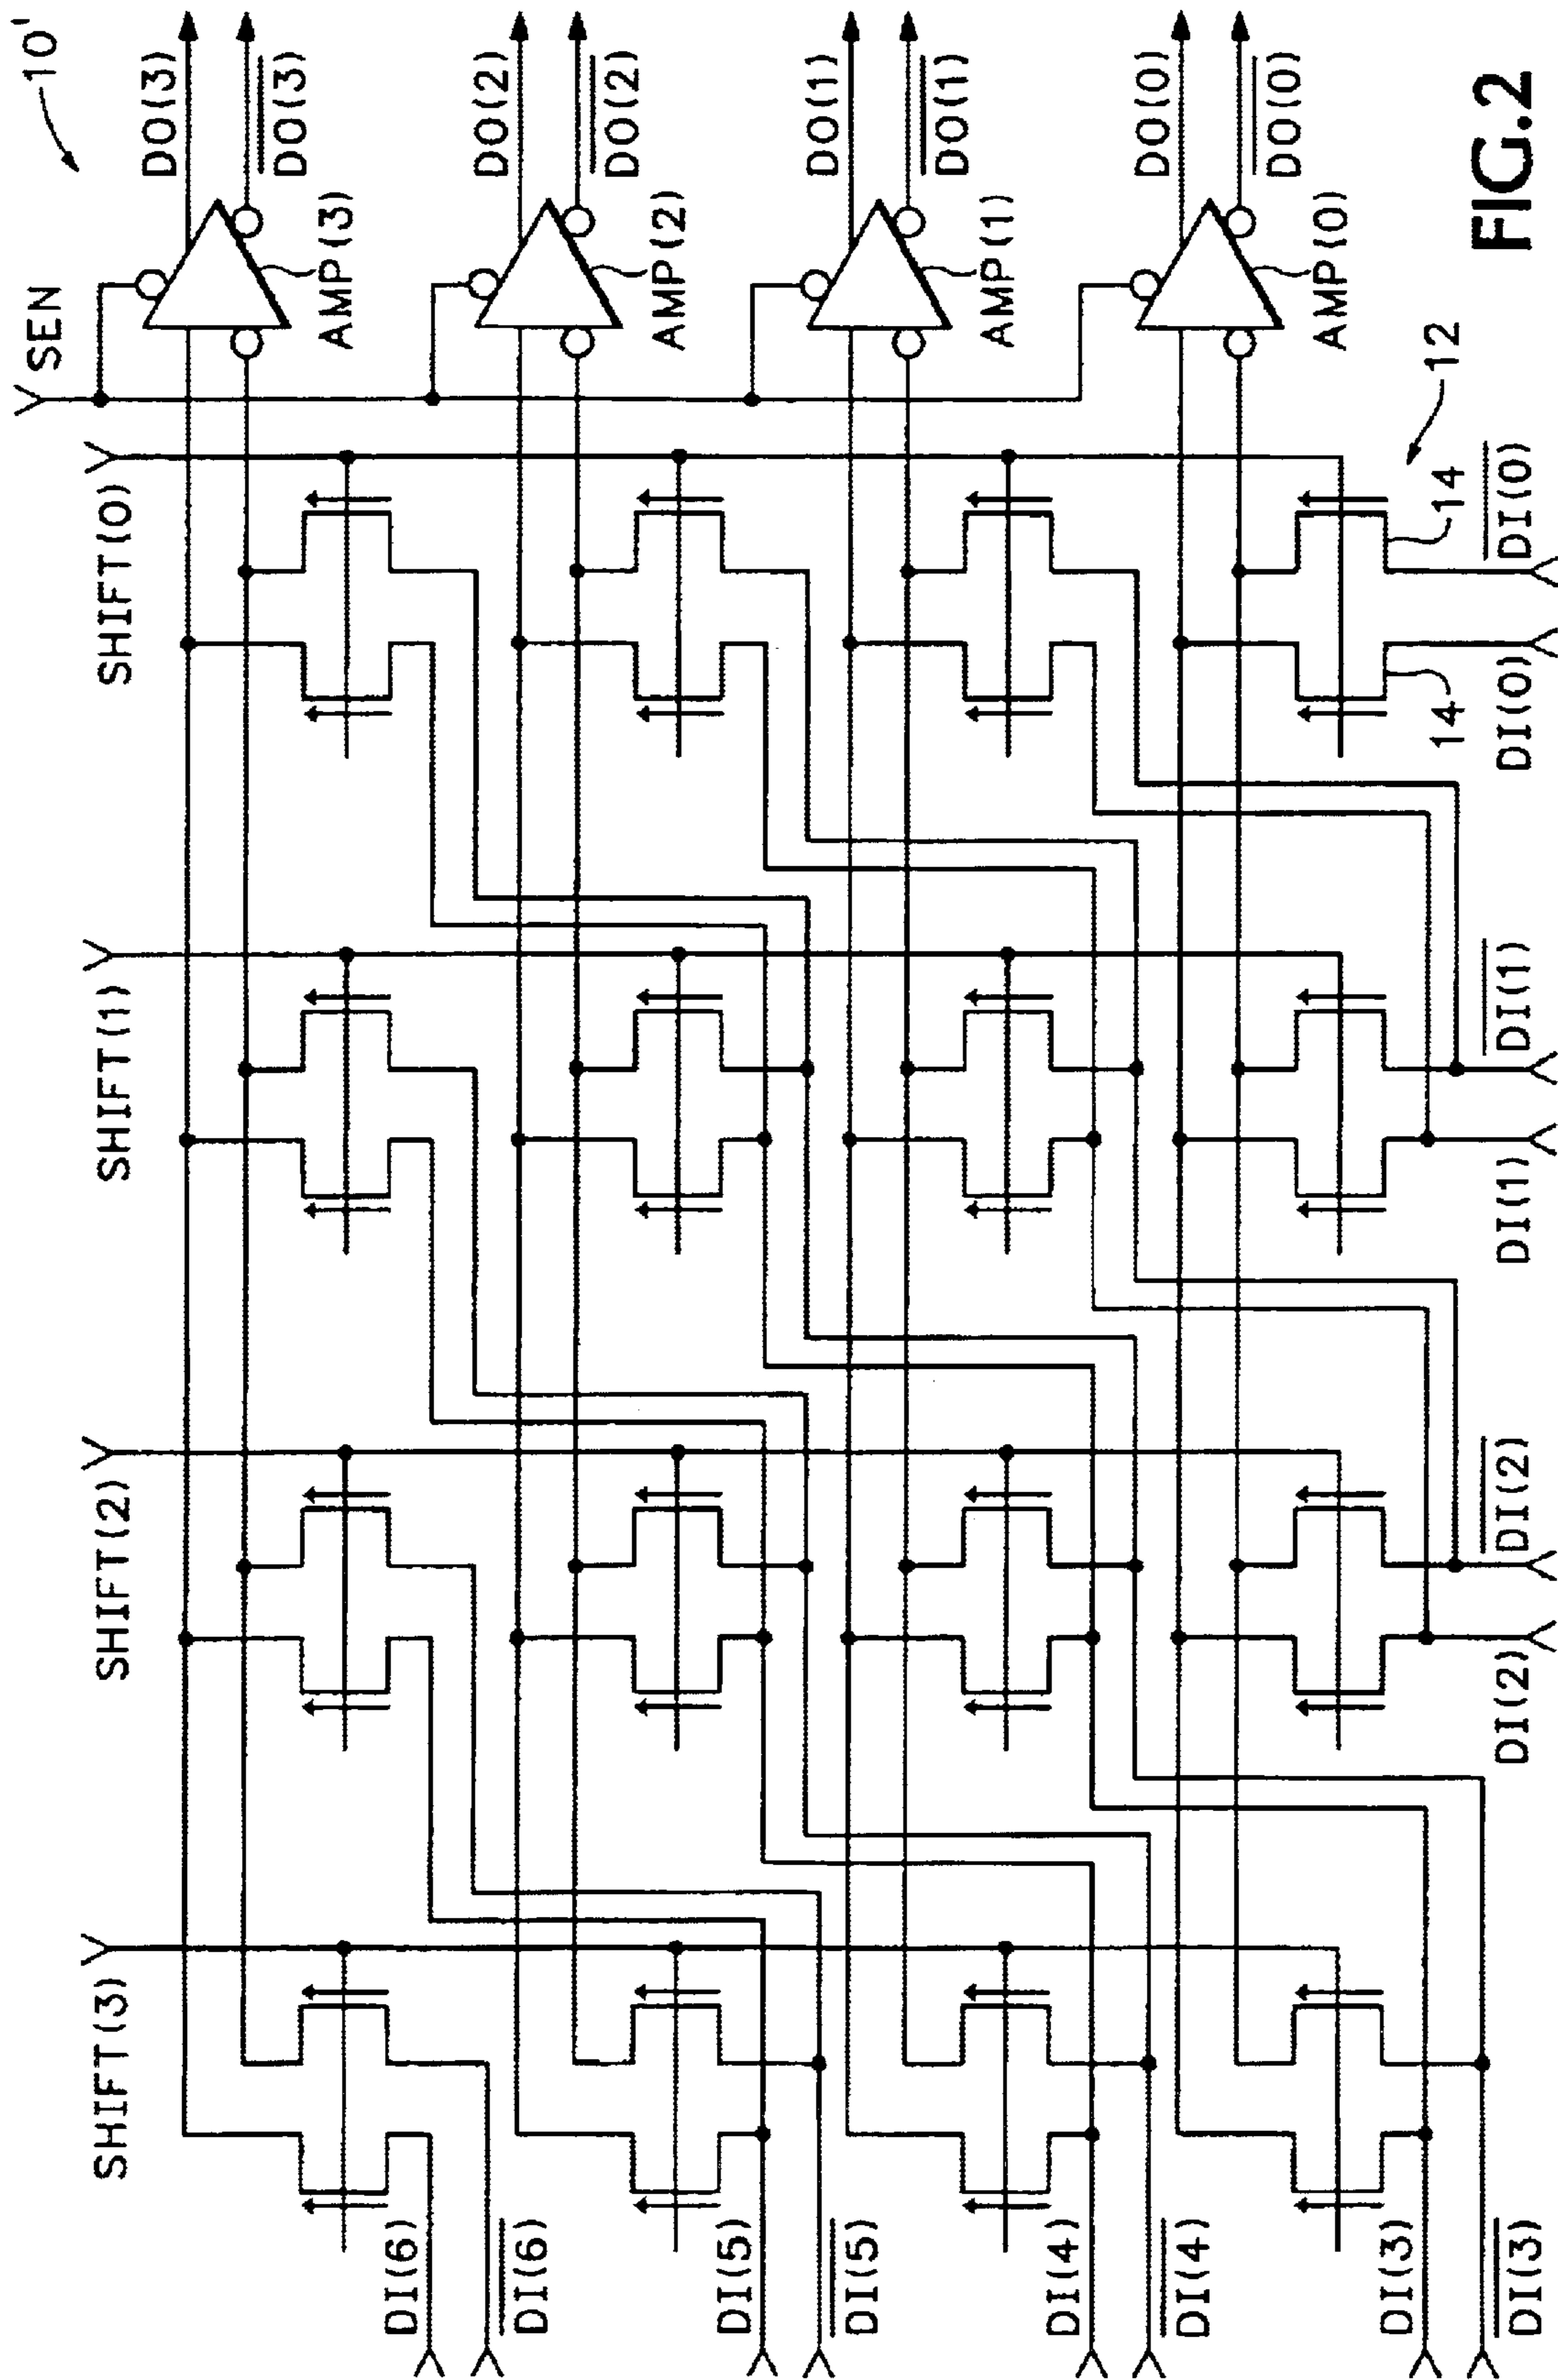 10'
DO(3)
DO(3)
DO(2)
DO(2)
DO(1)
DO(1)
DO(0)
DO(0)
FIG.2
SEN
AMP(3)
AMP(2)
AMP(1)
AMP(0)
12
SHIFT(0)
14
DI(0)
14
DI(0)
SHIFT(1)
DI(1)
DI(1)
SHIFT(2)
DI(2)
DI(2)
SHIFT(3)
DI(6)
DI(6)
DI(5)
DI(5)
DI(4)
DI(4)
DI(3)
DI(3)